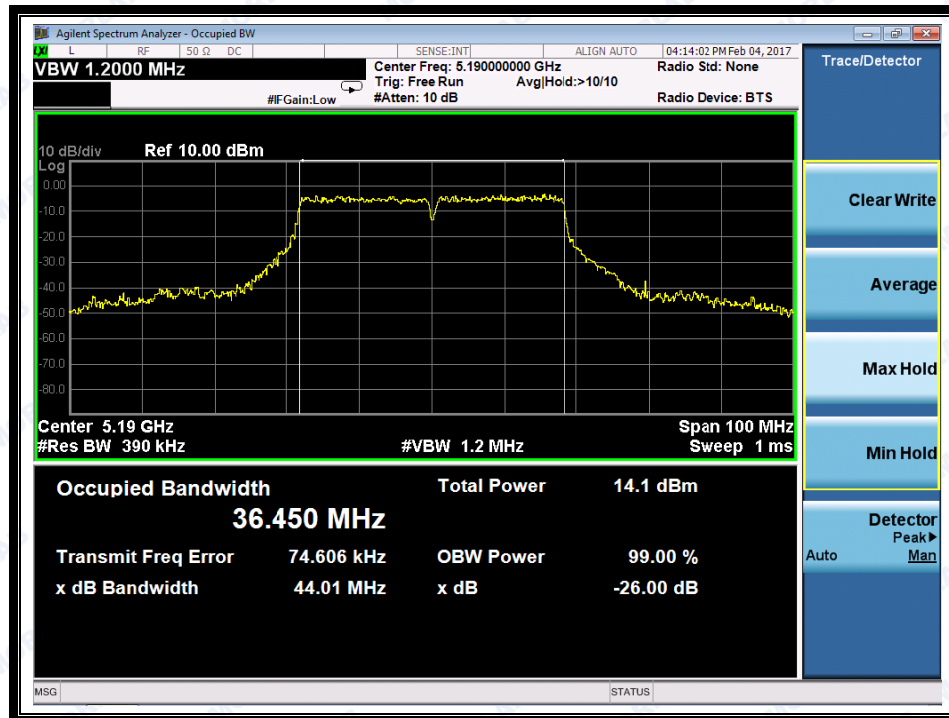 Agilent Spectrum Analyzer - Occupied BW
LXI L RF 50 Ω DC SENSE:INT ALIGN AUTO 04:14:02 PM Feb 04, 2017
VBW 1.2000 MHz Center Freq: 5.190000000 GHz Radio Std: None
Trig: Free Run Avg|Hold:>10/10
#IFGain:Low #Atten: 10 dB Radio Device: BTS
10 dB/div Ref 10.00 dBm
Log
0.00
-10.0
-20.0
-30.0
-40.0
-50.0
-60.0
-70.0
-80.0
Center 5.19 GHz Span 100 MHz
#Res BW 390 kHz #VBW 1.2 MHz Sweep 1 ms
Occupied Bandwidth Total Power 14.1 dBm
36.450 MHz
Transmit Freq Error 74.606 kHz OBW Power 99.00 %
x dB Bandwidth 44.01 MHz x dB -26.00 dB
MSG STATUS
Trace/Detector
Clear Write
Average
Max Hold
Min Hold
Detector
Peak▶
Auto Man